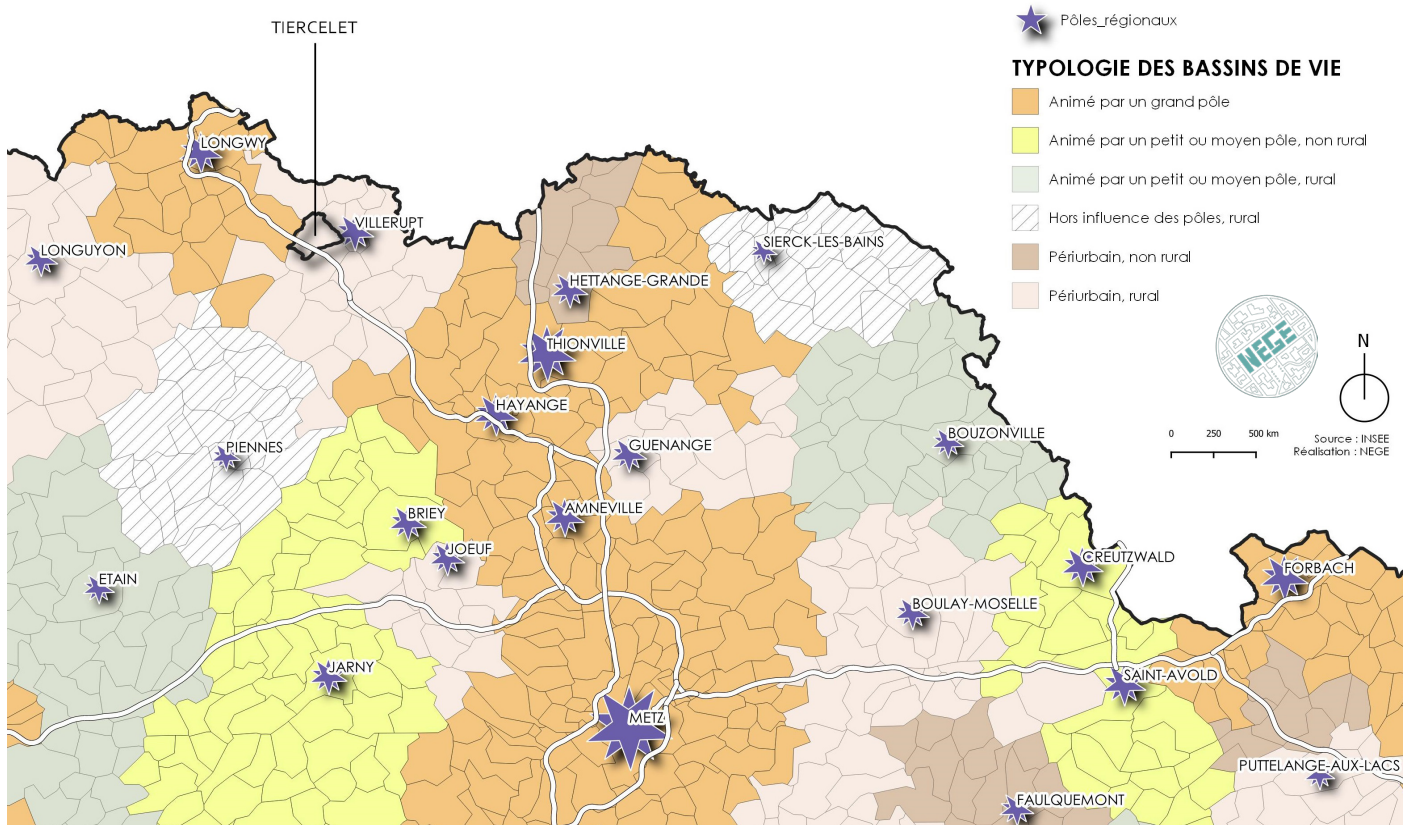 TIERCELET
Pôles_régionaux
TYPOLOGIE DES BASSINS DE VIE
Animé par un grand pôle
Animé par un petit ou moyen pôle, non rural
Animé par un petit ou moyen pôle, rural
Hors influence des pôles, rural
Périurbain, non rural
Périurbain, rural
NEGE
N
0 250 500 km
Source : INSEE
Réalisation : NEGE
LONGWY
VILLERUPT
LONGUYON
SIERCK-LES-BAINS
HETTANGE-GRANDE
THIONVILLE
HAYANGE
PIENNES
GUENANGE
BOUZONVILLE
BRIEY
AMNEVILLE
JOEUF
CREUTZWALD
FORBACH
ETAIN
BOULAY-MOSELLE
JARNY
SAINT-AVOLD
METZ
PUTTELANGE-AUX-LACS
FAULQUEMONT